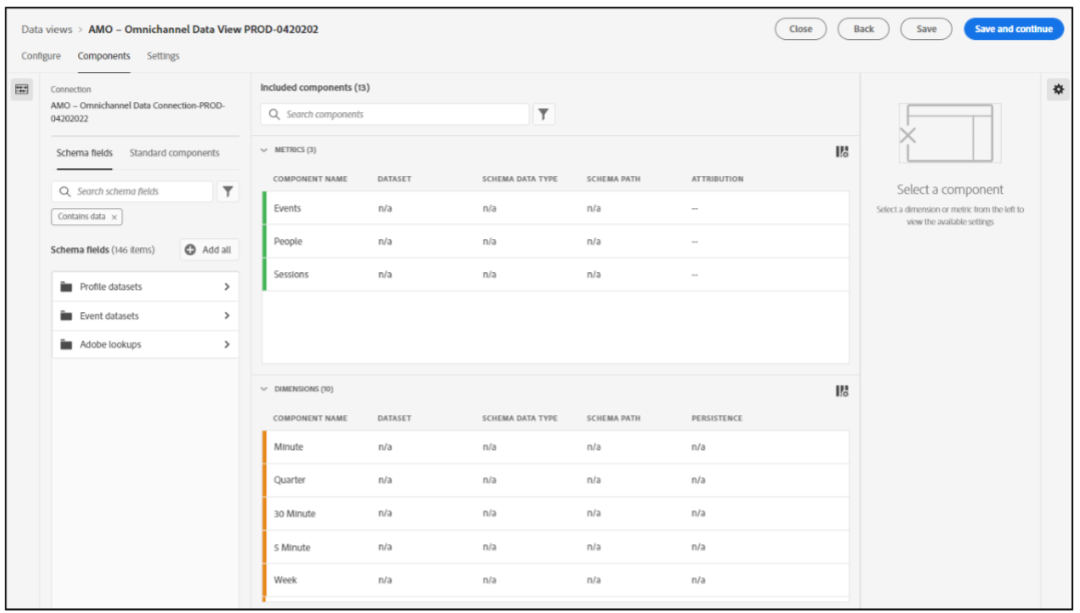 Data views > AMO – Omnichannel Data View PROD-0420202
Close
Back
Save
Save and continue
Configure Components Settings
Connection
AMO – Omnichannel Data Connection-PROD-
04202022
Schema fields Standard components
Search schema fields
Contains data ×
Schema fields (146 items)
Add all
Profile datasets
Event datasets
Adobe lookups
Included components (13)
Search components
METRICS (3)
COMPONENT NAME DATASET SCHEMA DATA TYPE SCHEMA PATH ATTRIBUTION
Events n/a n/a n/a --
People n/a n/a n/a --
Sessions n/a n/a n/a --
DIMENSIONS (10)
COMPONENT NAME DATASET SCHEMA DATA TYPE SCHEMA PATH PERSISTENCE
Minute n/a n/a n/a n/a
Quarter n/a n/a n/a n/a
30 Minute n/a n/a n/a n/a
5 Minute n/a n/a n/a n/a
Week n/a n/a n/a n/a
Select a component
Select a dimension or metric from the left to
view the available settings